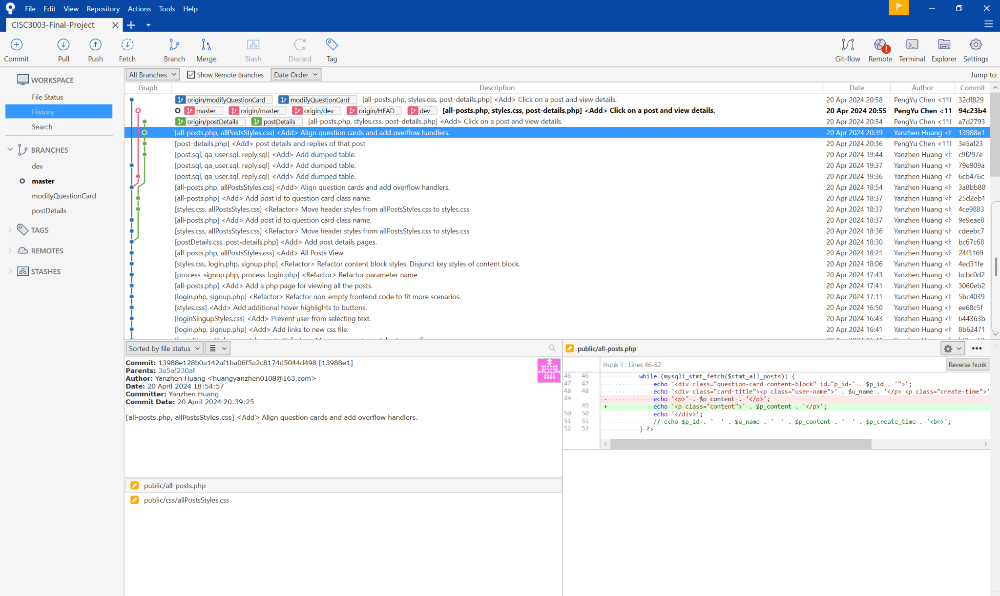 File Edit View Repository Actions Tools Help
CISC3003-Final-Project
Commit Pull Push Fetch Branch Merge Stash Discard Tag Git-flow Remote Terminal Explorer Settings
WORKSPACE
File Status
History
Search
BRANCHES
dev
master
modifyQuestionCard
postDetails
TAGS
REMOTES
STASHES
All Branches Show Remote Branches Date Order Jump to:
Graph Description Date Author Commit
origin/modifyQuestionCard modifyQuestionCard [all-posts.php, styles.css, post-details.php] <Add> Click on a post and view details. 20 Apr 2024 20:58 PengYu Chen <118 32df829
master origin/master origin/dev origin/HEAD dev [all-posts.php, styles.css, post-details.php] <Add> Click on a post and view details. 20 Apr 2024 20:55 PengYu Chen <11 94c23b4
origin/postDetails postDetails [all-posts.php, styles.css, post-details.php] <Add> Click on a post and view details. 20 Apr 2024 20:54 PengYu Chen <118 a7d2793
[all-posts.php, allPostsStyles.css] <Add> Align question cards and add overflow handlers. 20 Apr 2024 20:39 Yanzhen Huang <h 13988e1
[post-details.php] <Add> post details and replies of that post 20 Apr 2024 20:36 PengYu Chen <118 3e5af23
[post.sql, qa_user.sql, reply.sql] <Add> Add dumped table. 20 Apr 2024 19:44 Yanzhen Huang <h c9f297e
[post.sql, qa_user.sql, reply.sql] <Add> Add dumped table. 20 Apr 2024 19:37 Yanzhen Huang <h 79e909a
[post.sql, qa_user.sql, reply.sql] <Add> Add dumped table. 20 Apr 2024 19:36 Yanzhen Huang <h 6cb476c
[all-posts.php, allPostsStyles.css] <Add> Align question cards and add overflow handlers. 20 Apr 2024 18:54 Yanzhen Huang <h 3a8bb88
[all-posts.php] <Add> Add post id to question card class name. 20 Apr 2024 18:37 Yanzhen Huang <h 25d2eb1
[styles.css, allPostsStyles.css] <Refactor> Move header styles from allPostsStyles.css to styles.css 20 Apr 2024 18:37 Yanzhen Huang <h 4ce9883
[all-posts.php] <Add> Add post id to question card class name. 20 Apr 2024 18:37 Yanzhen Huang <h 9e9eae8
[styles.css, allPostsStyles.css] <Refactor> Move header styles from allPostsStyles.css to styles.css 20 Apr 2024 18:36 Yanzhen Huang <h cdeebc7
[postDetails.css, post-details.php] <Add> Add post details pages. 20 Apr 2024 18:30 Yanzhen Huang <h bc67c68
[all-posts.php, allPostsStyles.css] <Add> All Posts View 20 Apr 2024 18:21 Yanzhen Huang <h 24f3169
[styles.css, login.php, signup.php] <Refactor> Refactor content block styles. Disjunct key styles of content block. 20 Apr 2024 18:06 Yanzhen Huang <h 4ed31fe
[process-signup.php, process-login.php] <Refactor> Refactor parameter name 20 Apr 2024 17:43 Yanzhen Huang <h bcbc0d2
[all-posts.php] <Add> Add a php page for viewing all the posts. 20 Apr 2024 17:41 Yanzhen Huang <h 3060eb2
[login.php, signup.php] <Refactor> Refactor non-empty frontend code to fit more scenarios. 20 Apr 2024 17:11 Yanzhen Huang <h 5bc4039
[styles.css] <Add> Add additional hover highlights to buttons. 20 Apr 2024 16:50 Yanzhen Huang <h ee68c5f
[loginSingupStyles.css] <Add> Prevent user from selecting text. 20 Apr 2024 16:43 Yanzhen Huang <h 644363b
[login.php, signup.php] <Add> Add links to new css file. 20 Apr 2024 16:41 Yanzhen Huang <h 8b62471
Sorted by file status
Commit: 13988e128b0a142af1ba06f5a2c8174d5044d498 [13988e1]
Parents: 3e5af230af
Author: Yanzhen Huang <huangyanzhen0108@163.com>
Date: 20 April 2024 18:54:57
Committer: Yanzhen Huang
Commit Date: 20 April 2024 20:39:25
[all-posts.php, allPostsStyles.css] <Add> Align question cards and add overflow handlers.
public/all-posts.php
public/css/allPostsStyles.css
public/all-posts.php
Hunk 1 : Lines 46-52 Reverse hunk
46 46 while (mysqli_stmt_fetch($stmt_all_posts)) {
47 47 echo '<div class="question-card content-block" id="p_id-' . $p_id . '">';
48 48 echo '<div class="card-title"><p class="user-name">' . $u_name . '</p> <p class="create-time">'
49 - echo '<p>' . $p_content . '</p>';
49 + echo '<p class="content">' . $p_content . '</p>';
50 50 echo '</div>';
51 51 // echo $p_id . ' ' . $u_name . ' ' . $p_content . ' ' . $p_create_time . '<br>';
52 52 } ?>